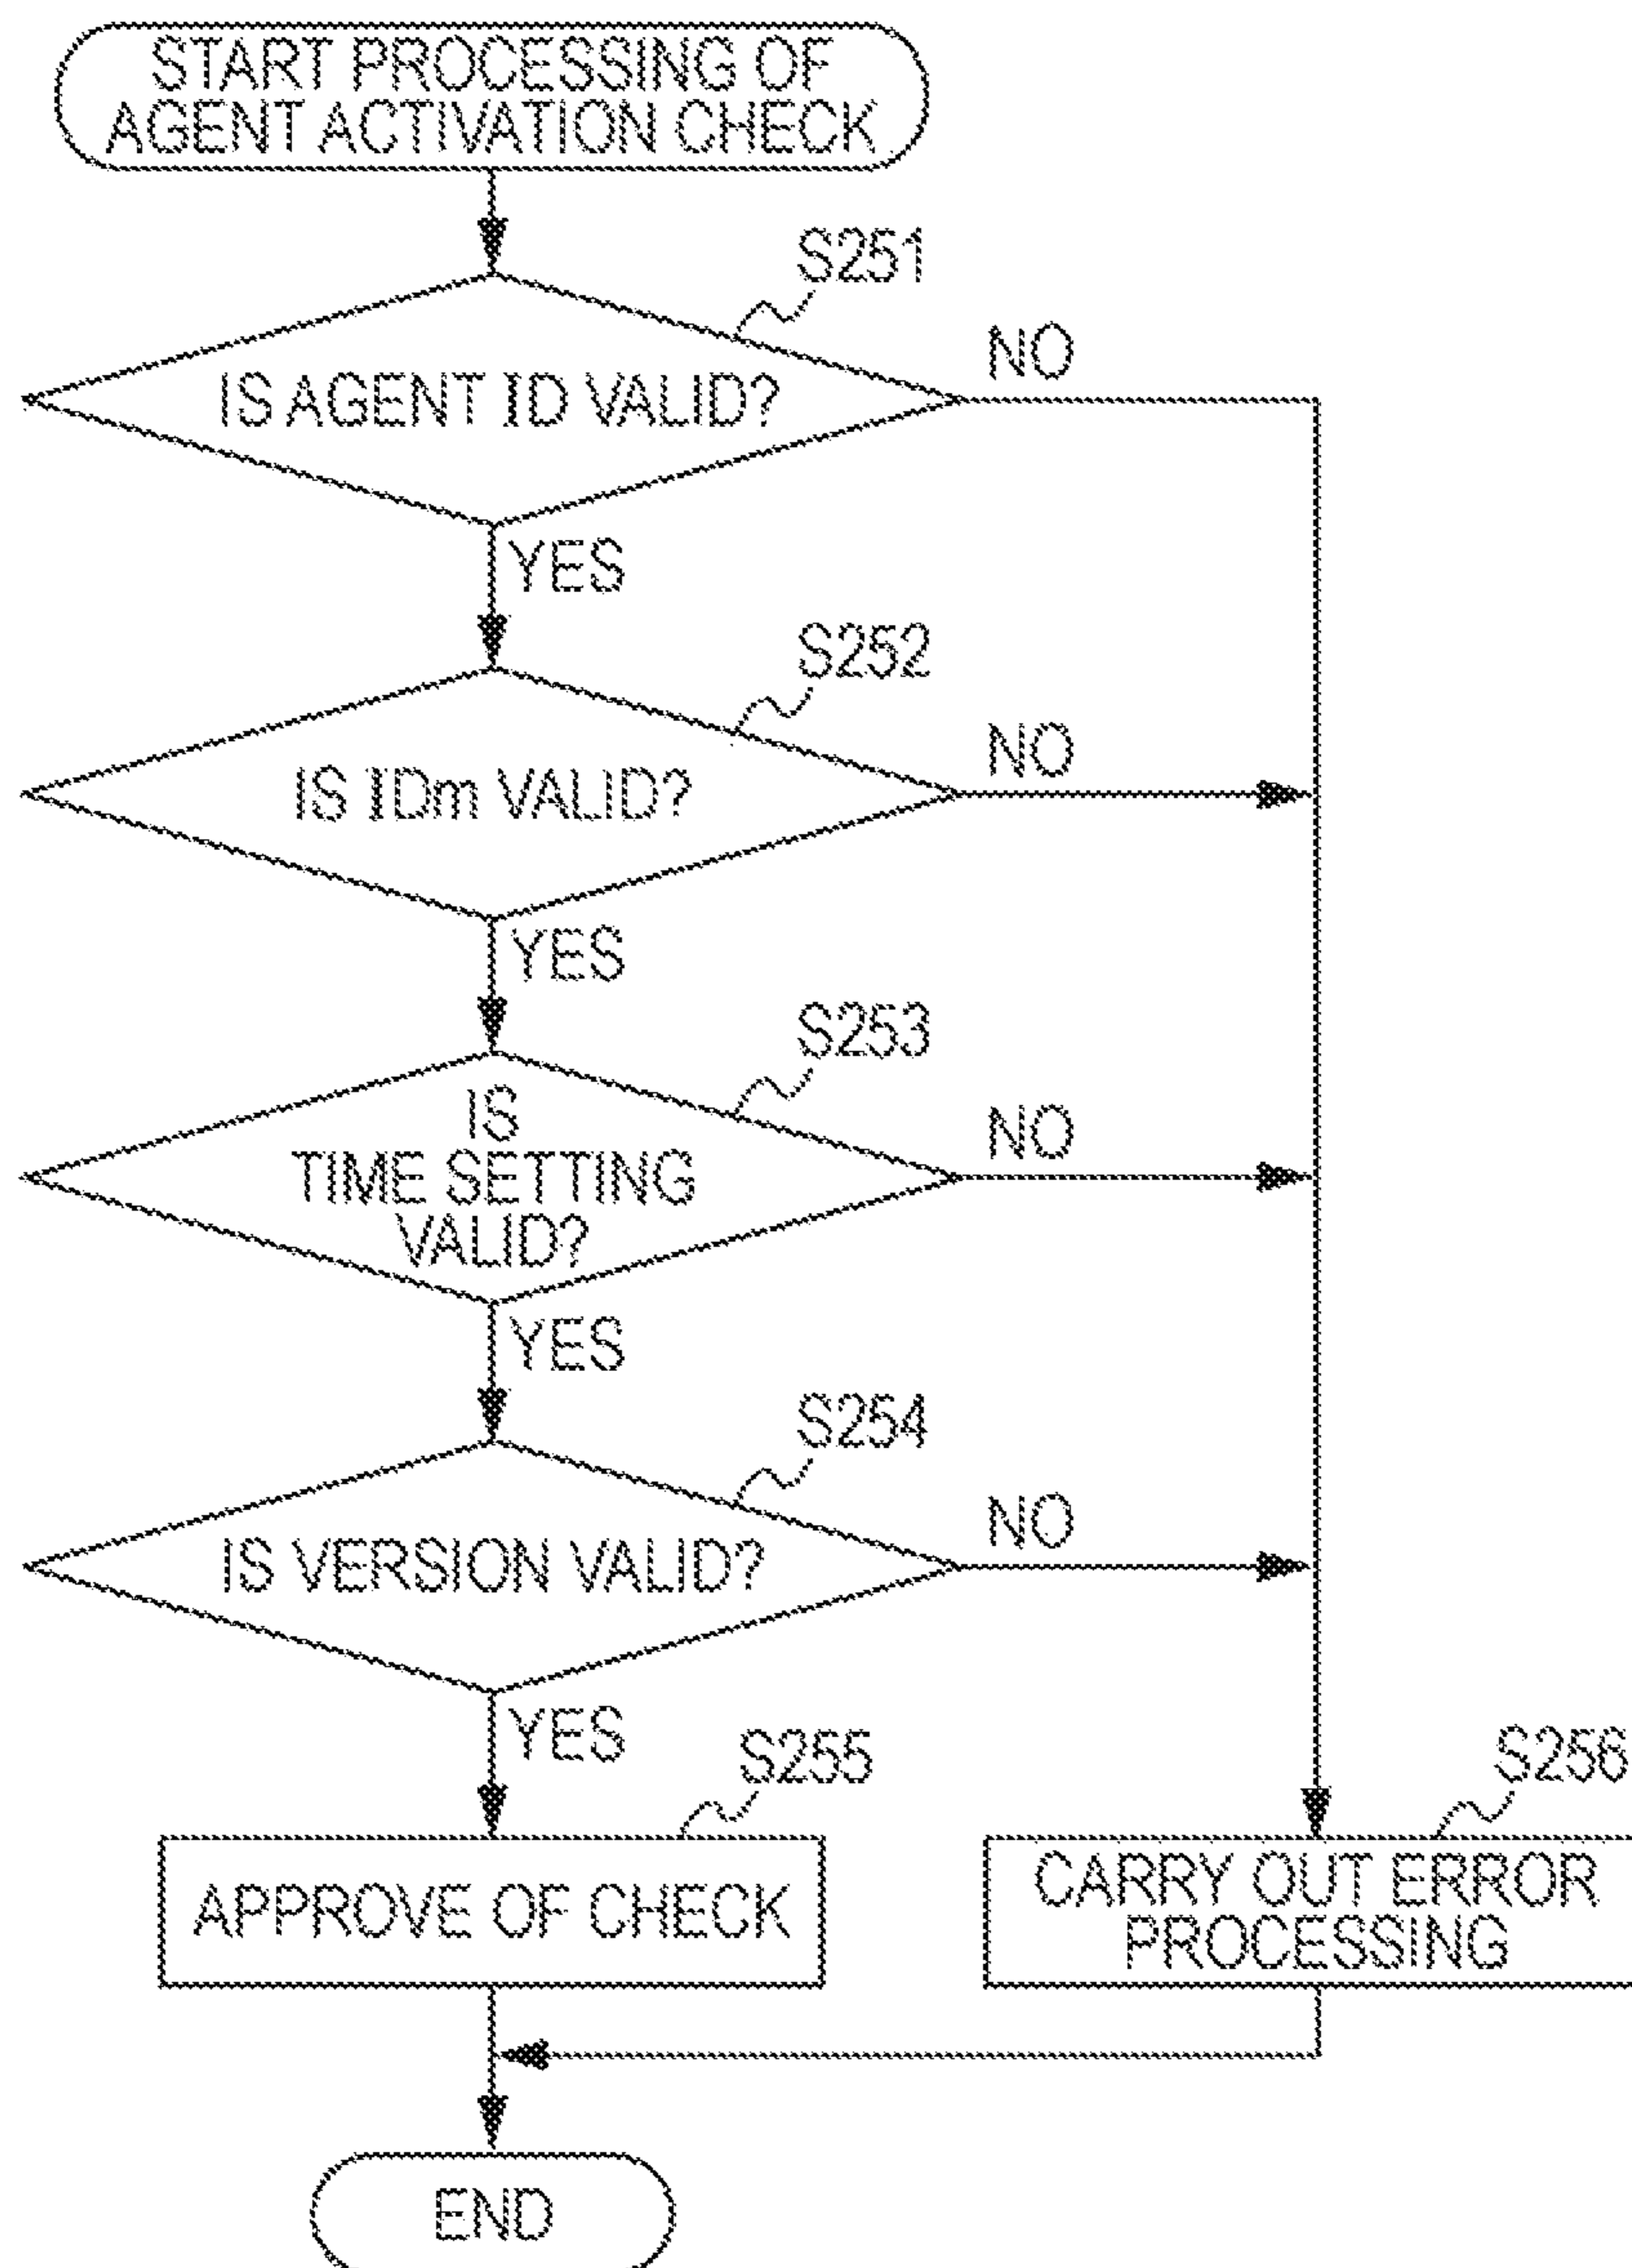 START PROCESSING OF
AGENT ACTIVATION CHECK
S251
IS AGENT ID VALID?
NO
YES
S252
IS IDm VALID?
NO
YES
S253
IS
TIME SETTING
VALID?
NO
YES
S254
IS VERSION VALID?
NO
YES
S255
APPROVE OF CHECK
S256
CARRY OUT ERROR
PROCESSING
END